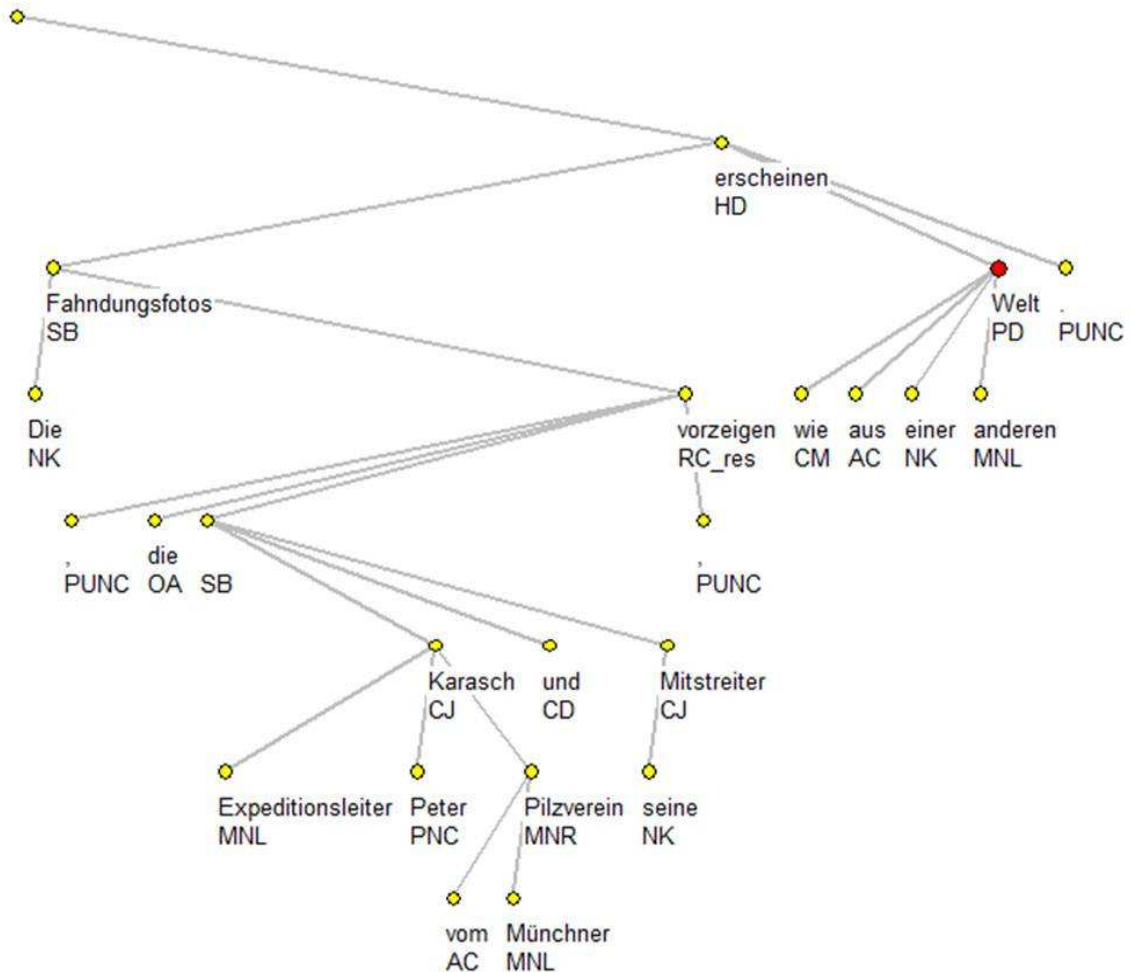 erscheinen
HD
Fahndungsfotos Welt .
SB PD PUNC
Die vorzeigen wie aus einer anderen
NK RC_res CM AC NK MNL
, die ,
PUNC OA SB PUNC
Karasch und Mitstreiter
CJ CD CJ
Expeditionsleiter Peter Pilzverein seine
MNL PNC MNR NK
vom Münchner
AC MNL